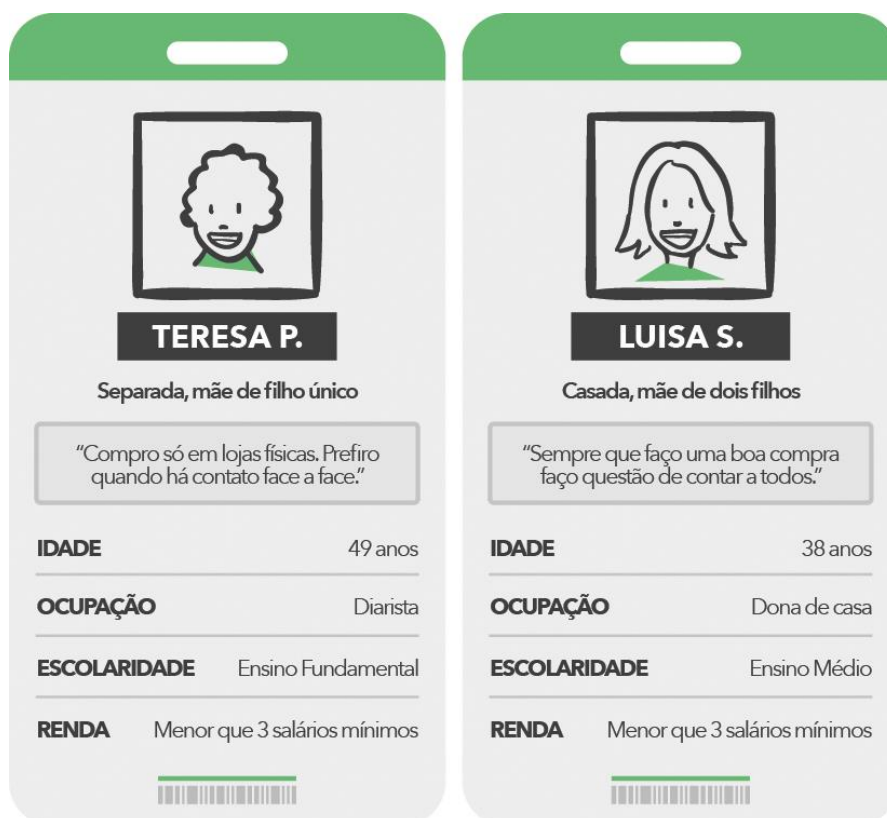 TERESA P.
Separada, mãe de filho único
“Compro só em lojas físicas. Prefiro
quando há contato face a face.”
IDADE 49 anos
OCUPAÇÃO Diarista
ESCOLARIDADE Ensino Fundamental
RENDA Menor que 3 salários mínimos
LUISA S.
Casada, mãe de dois filhos
“Sempre que faço uma boa compra
faço questão de contar a todos.”
IDADE 38 anos
OCUPAÇÃO Dona de casa
ESCOLARIDADE Ensino Médio
RENDA Menor que 3 salários mínimos